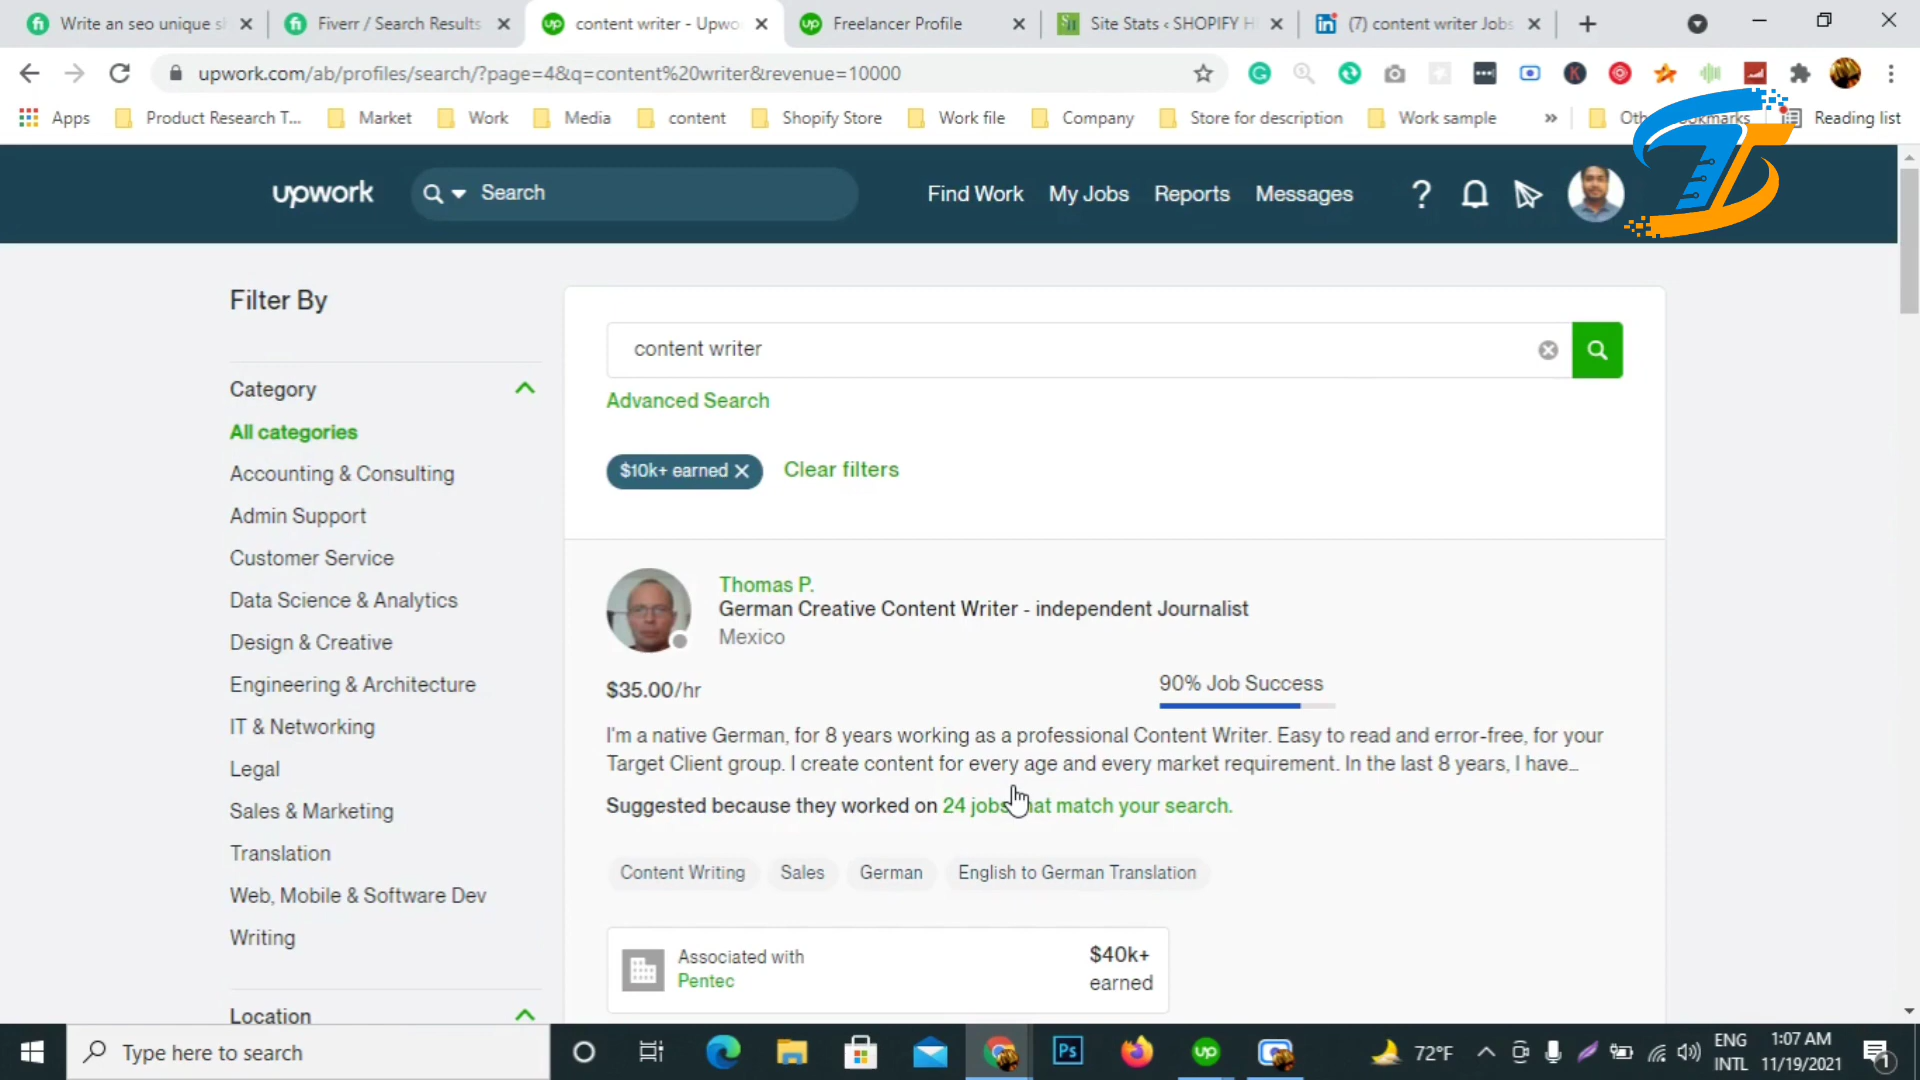 Write an seo unique s
Fiverr / Search Results
content writer - Upwo
Freelancer Profile
Site Stats ‹ SHOPIFY H
(7) content writer Jobs
upwork.com/ab/profiles/search/?page=4&q=content%20writer&revenue=10000
Apps
Product Research T...
Market
Work
Media
content
Shopify Store
Work file
Company
Store for description
Work sample
»
Reading list
upwork
Search
Find Work
My Jobs
Reports
Messages
Filter By
content writer
Category
Advanced Search
All categories
$10k+ earned
Clear filters
Accounting & Consulting
Admin Support
Customer Service
Data Science & Analytics
Design & Creative
Engineering & Architecture
IT & Networking
Legal
Sales & Marketing
Translation
Web, Mobile & Software Dev
Writing
Location
Thomas P.
German Creative Content Writer - independent Journalist
Mexico
$35.00/hr
90% Job Success
I'm a native German, for 8 years working as a professional Content Writer. Easy to read and error-free, for your
Target Client group. I create content for every age and every market requirement. In the last 8 years, I have...
Suggested because they worked on 24 jobs that match your search.
Content Writing
Sales
German
English to German Translation
Associated with
Pentec
$40k+
earned
Type here to search
Ps
up
72°F
ENG
INTL
1:07 AM
11/19/2021
1